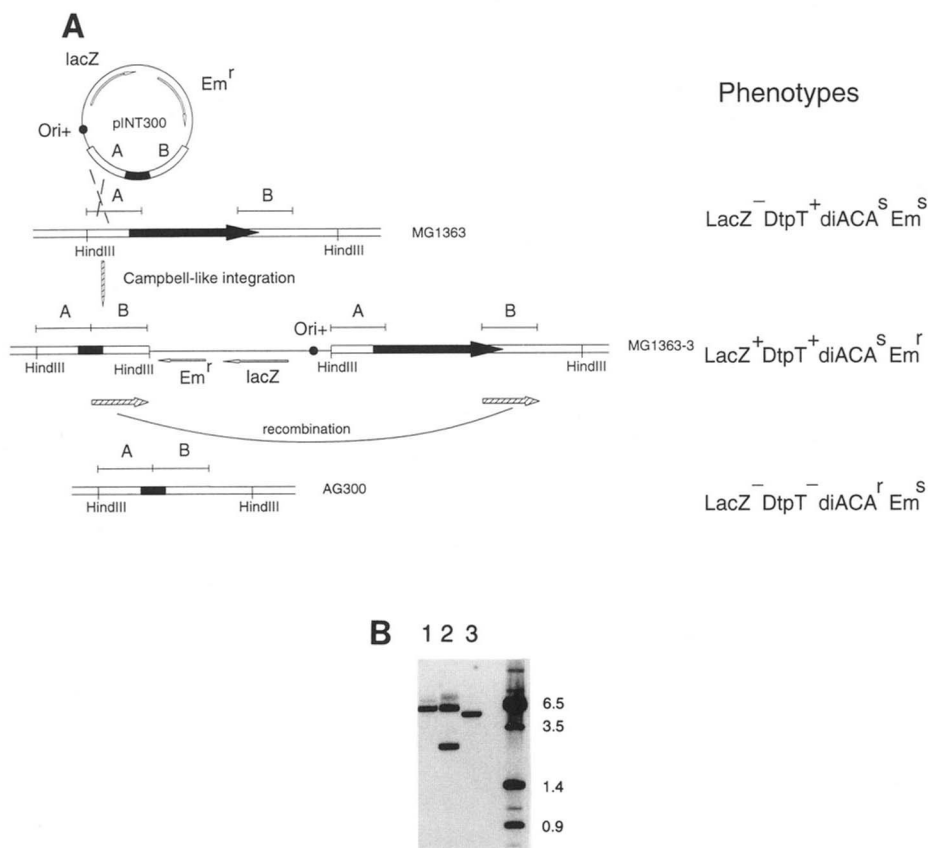 A
lacZ
Em^r
Phenotypes
Ori+
pINT300
A B
A
B
LacZ^- DtpT^+ diACA^s Em^s
MG1363
HindIII HindIII
Campbell-like integration
A B A B
Ori+
MG1363-3
LacZ^+ DtpT^+ diACA^s Em^r
HindIII HindIII HindIII HindIII
Em^r lacZ
recombination
A B
AG300
HindIII HindIII
LacZ^- DtpT^- diACA^r Em^s
B 1 2 3
6.5
3.5
1.4
0.9